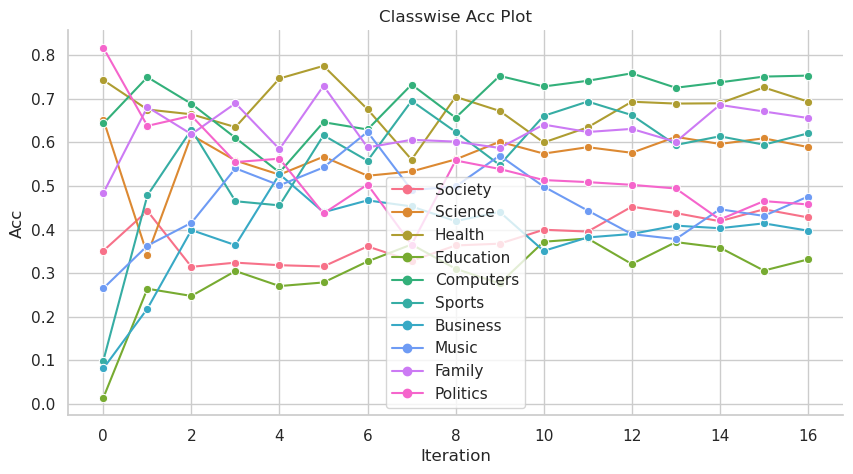 Classwise Acc Plot
Acc
0.8
0.7
0.6
0.5
0.4
0.3
0.2
0.1
0.0
Society
Science
Health
Education
Computers
Sports
Business
Music
Family
Politics
0 2 4 6 8 10 12 14 16
Iteration